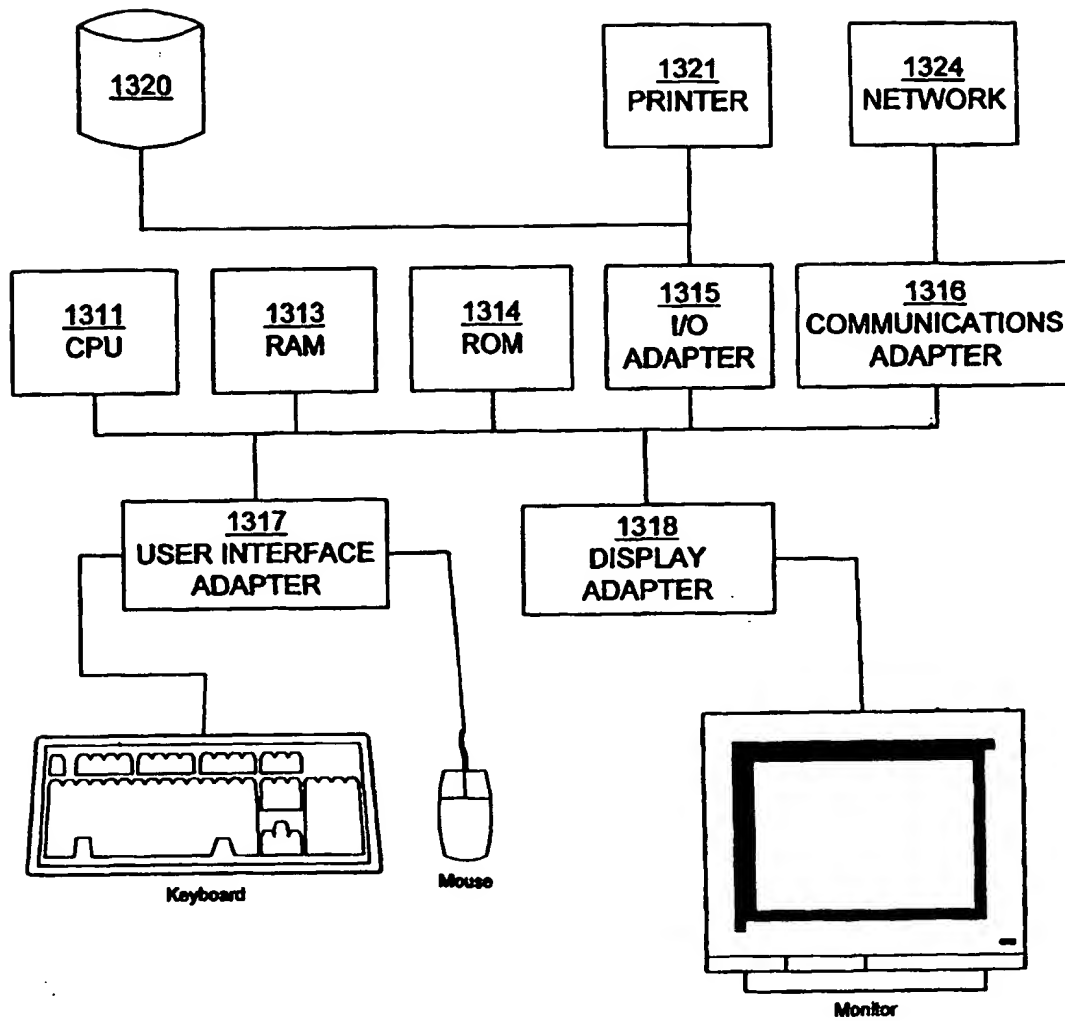 1320
1321
PRINTER
1324
NETWORK
1311
CPU
1313
RAM
1314
ROM
1315
I/O
ADAPTER
1316
COMMUNICATIONS
ADAPTER
1317
USER INTERFACE
ADAPTER
1318
DISPLAY
ADAPTER
Keyboard
Mouse
Monitor